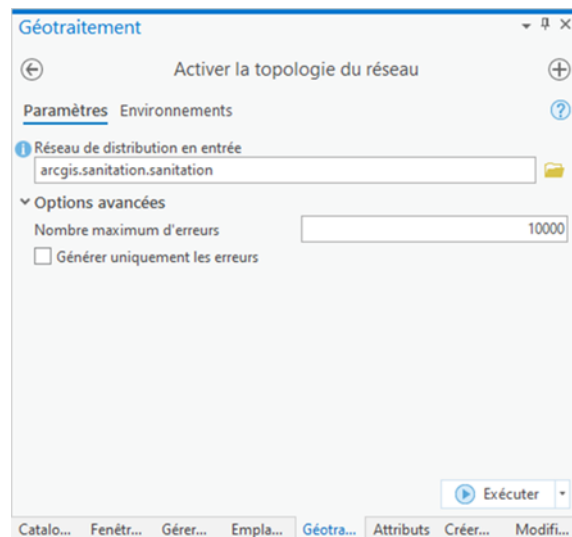 Géotraitement
Activer la topologie du réseau
Paramètres Environnements
Réseau de distribution en entrée
arcgis.sanitation.sanitation
Options avancées
Nombre maximum d'erreurs 10000
Générer uniquement les erreurs
Exécuter
Catalo... Fenêtr... Gérer... Empla... Géotra... Attributs Créer... Modifi...